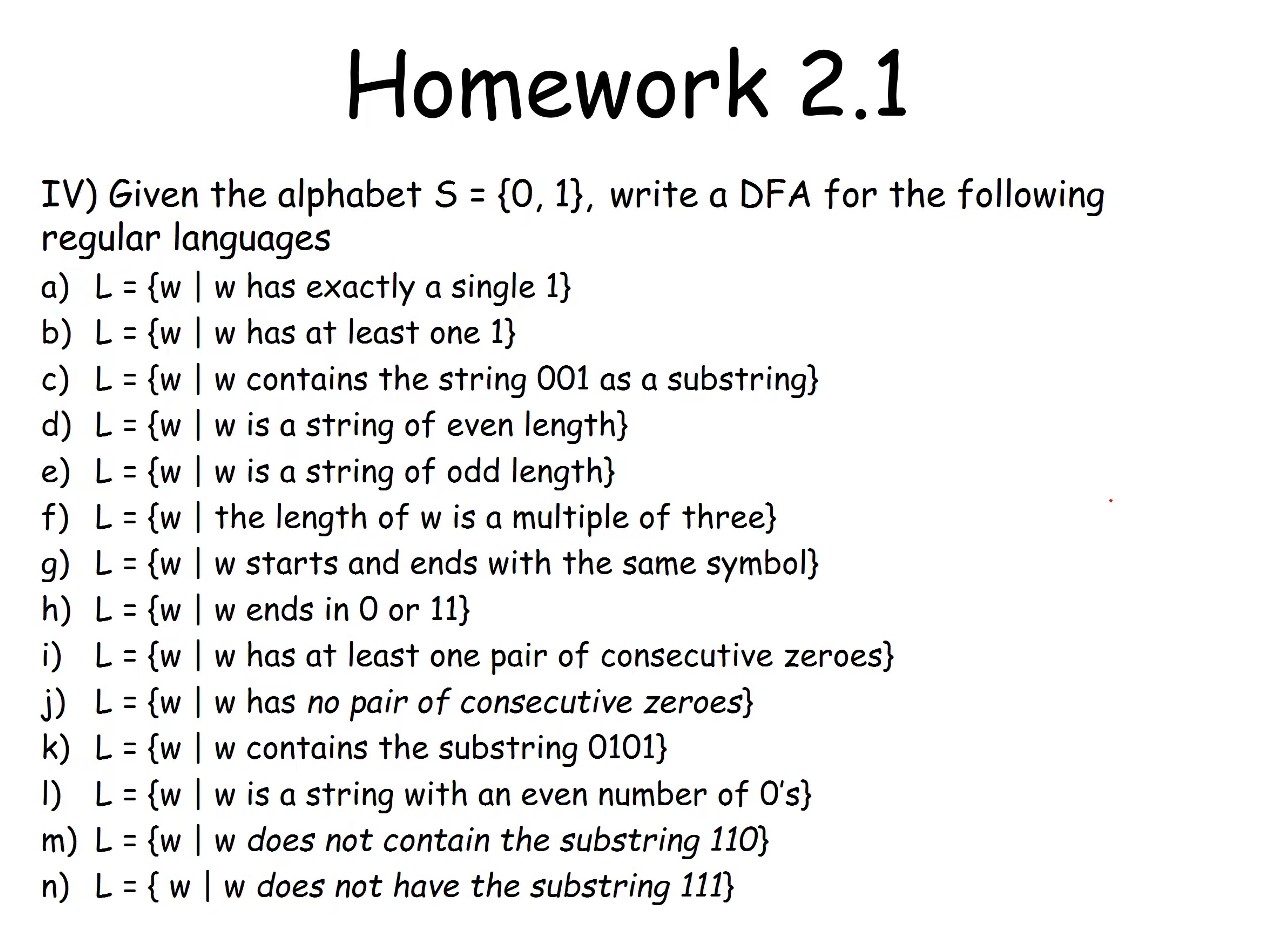 Homework 2.1
IV) Given the alphabet S = {0, 1}, write a DFA for the following
regular languages
a) L = {w | w has exactly a single 1}
b) L = {w | w has at least one 1}
c) L = {w | w contains the string 001 as a substring}
d) L = {w | w is a string of even length}
e) L = {w | w is a string of odd length}
f) L = {w | the length of w is a multiple of three}
g) L = {w | w starts and ends with the same symbol}
h) L = {w | w ends in 0 or 11}
i) L = {w | w has at least one pair of consecutive zeroes}
j) L = {w | w has no pair of consecutive zeroes}
k) L = {w | w contains the substring 0101}
l) L = {w | w is a string with an even number of 0's}
m) L = {w | w does not contain the substring 110}
n) L = { w | w does not have the substring 111}